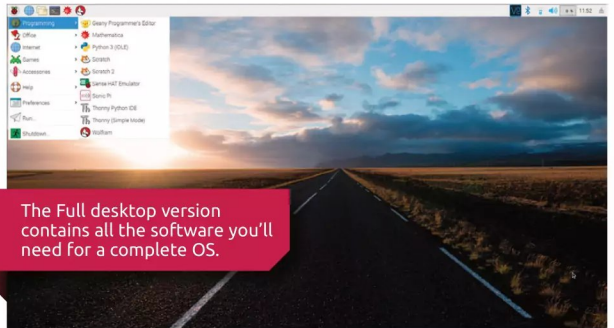 11:52
Programming
Geany Programmer's Editor
Office
Mathematica
Internet
Python 3 (IDLE)
Games
Scratch
Accessories
Scratch 2
Help
Sense HAT Emulator
Sonic Pi
Preferences
Thonny Python IDE
Run...
Thonny (Simple Mode)
Shutdown...
Wolfram
The Full desktop version
contains all the software you'll
need for a complete OS.